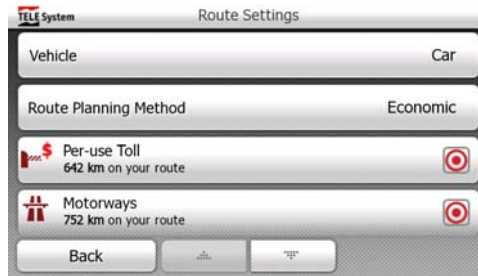 TELE System
Route Settings
Vehicle
Car
Route Planning Method
Economic
$
Per-use Toll
642 km on your route
Motorways
752 km on your route
Back